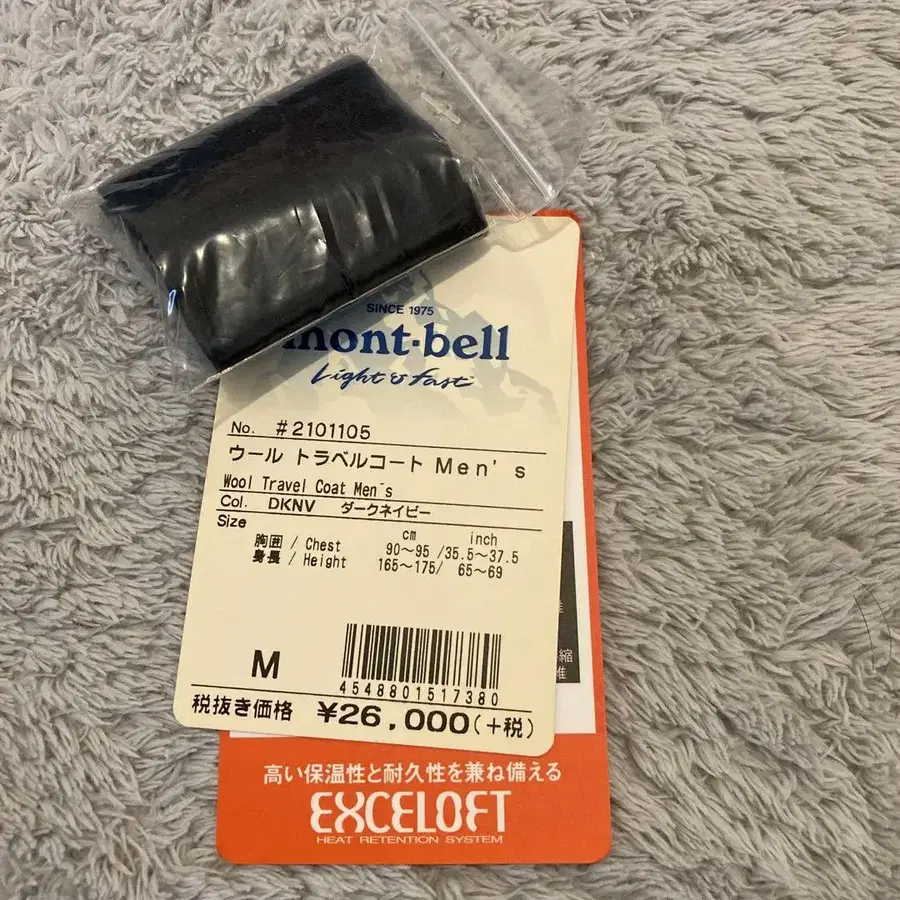 SINCE 1975
mont-bell
Light & Fast
No. #2101105
ウール トラベルコート Men's
Wool Travel Coat Men's
Col. DKNV ダークネイビー
Size
cm inch
胸囲 / Chest 90～95 /35.5～37.5
身長 / Height 165～175/ 65～69
M
4548801517380
税抜き価格 ¥26,000(+税)
縮
高い保温性と耐久性を兼ね備える
EXCELOFT
HEAT RETENTION SYSTEM